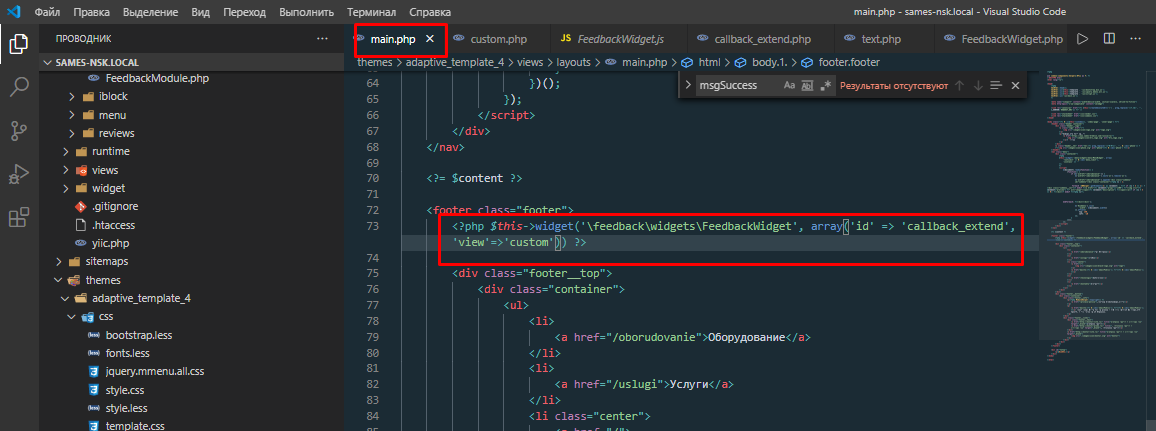 Файл Правка Выделение Вид Переход Выполнить Терминал Справка main.php - sames-nsk.local - Visual Studio Code
ПРОВОДНИК ···
SAMES-NSK.LOCAL
FeedbackModule.php
iblock
menu
reviews
runtime
views
widget
.gitignore
.htaccess
yiic.php
sitemaps
themes
adaptive_template_4
css
bootstrap.less
fonts.less
jquery.mmenu.all.css
style.css
style.less
template.css
main.php × custom.php JS FeedbackWidget.js callback_extend.php text.php FeedbackWidget.php
themes > adaptive_template_4 > views > layouts > main.php > html > body.1. > footer.footer
msgSuccess Aa Abl .* Результаты отсутствуют
64 })();
65 });
66 </script>
67 </div>
68 </nav>
69
70 <?= $content ?>
71
72 <footer class="footer">
73 <?php $this->widget('\feedback\widgets\FeedbackWidget', array('id' => 'callback_extend',
'view'=>'custom')) ?>
74
75 <div class="footer__top">
76 <div class="container">
77 <ul>
78 <li>
79 <a href="/oborudovanie">Оборудование</a>
80 </li>
81 <li>
82 <a href="/uslugi">Услуги</a>
83 </li>
84 <li class="center">